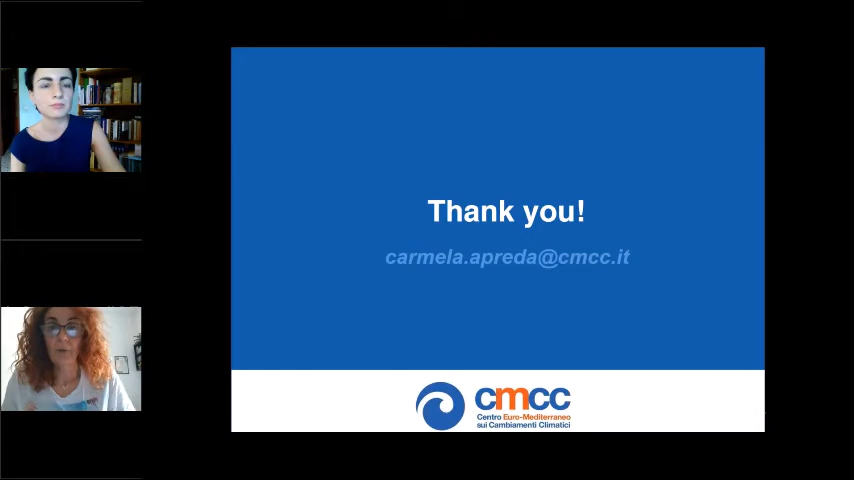 Thank you!
carmela.apreda@cmcc.it
cmcc
Centro Euro-Mediterraneo
sui Cambiamenti Climatici